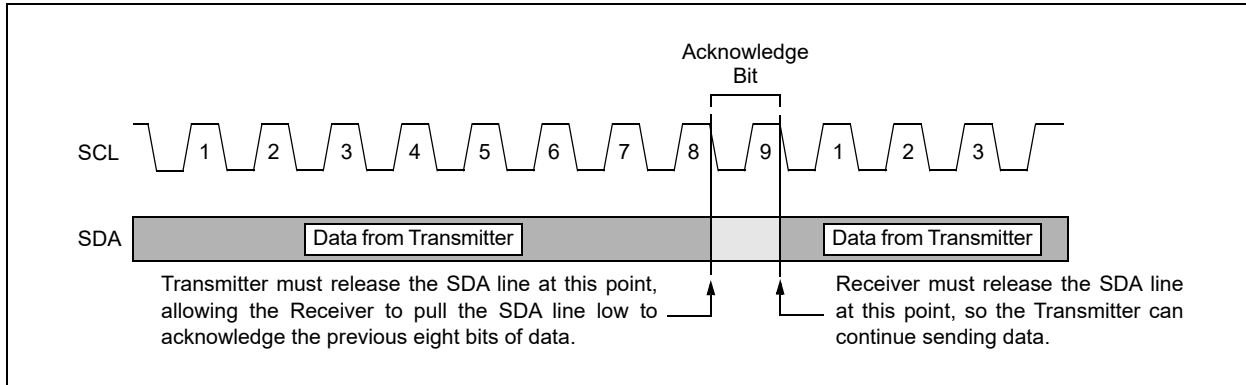 Acknowledge
Bit
SCL 1 2 3 4 5 6 7 8 9 1 2 3
SDA Data from Transmitter Data from Transmitter
Transmitter must release the SDA line at this point,
allowing the Receiver to pull the SDA line low to
acknowledge the previous eight bits of data.
Receiver must release the SDA line
at this point, so the Transmitter can
continue sending data.